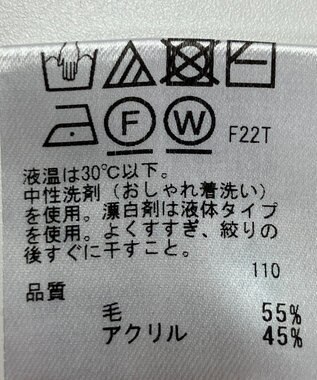 F W F22T
液温は30℃以下。
中性洗剤（おしゃれ着洗い）
を使用。漂白剤は液体タイプ
を使用。よくすすぎ、絞りの
後すぐに干すこと。
110
品質
毛 55%
アクリル 45%